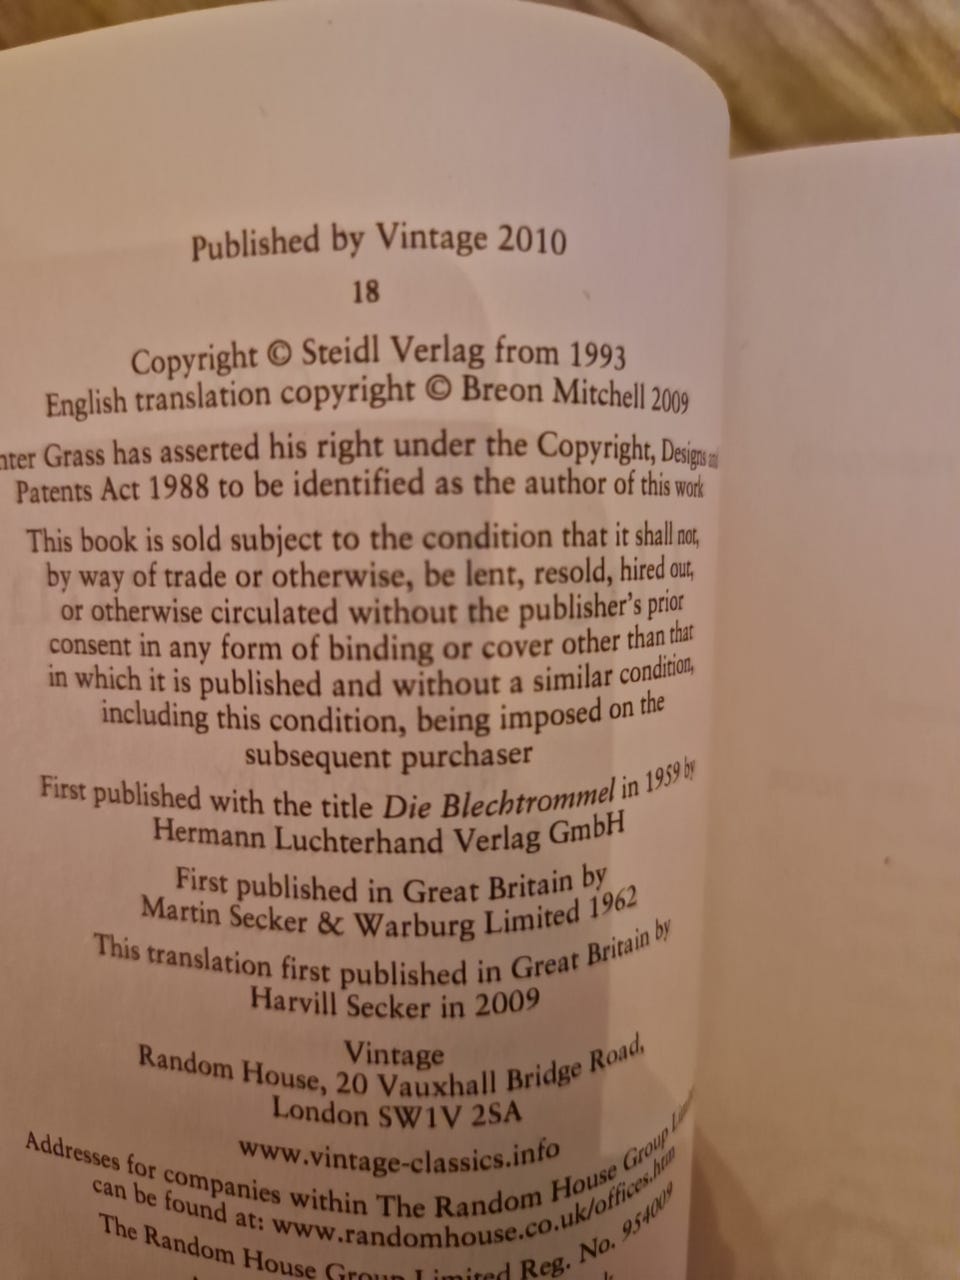 Published by Vintage 2010
18
Copyright © Steidl Verlag from 1993
English translation copyright © Breon Mitchell 2009
nter Grass has asserted his right under the Copyright, Designs and
Patents Act 1988 to be identified as the author of this work
This book is sold subject to the condition that it shall not,
by way of trade or otherwise, be lent, resold, hired out,
or otherwise circulated without the publisher's prior
consent in any form of binding or cover other than that
in which it is published and without a similar condition,
including this condition, being imposed on the
subsequent purchaser
First published with the title Die Blechtrommel in 1959 by
Hermann Luchterhand Verlag GmbH
First published in Great Britain by
Martin Secker & Warburg Limited 1962
This translation first published in Great Britain by
Harvill Secker in 2009
Vintage
Random House, 20 Vauxhall Bridge Road,
London SW1V 2SA
www.vintage-classics.info
Addresses for companies within The Random House Group
can be found at: www.randomhouse.co.uk/offices.htm
The Random House Group Limited Reg. No. 954009